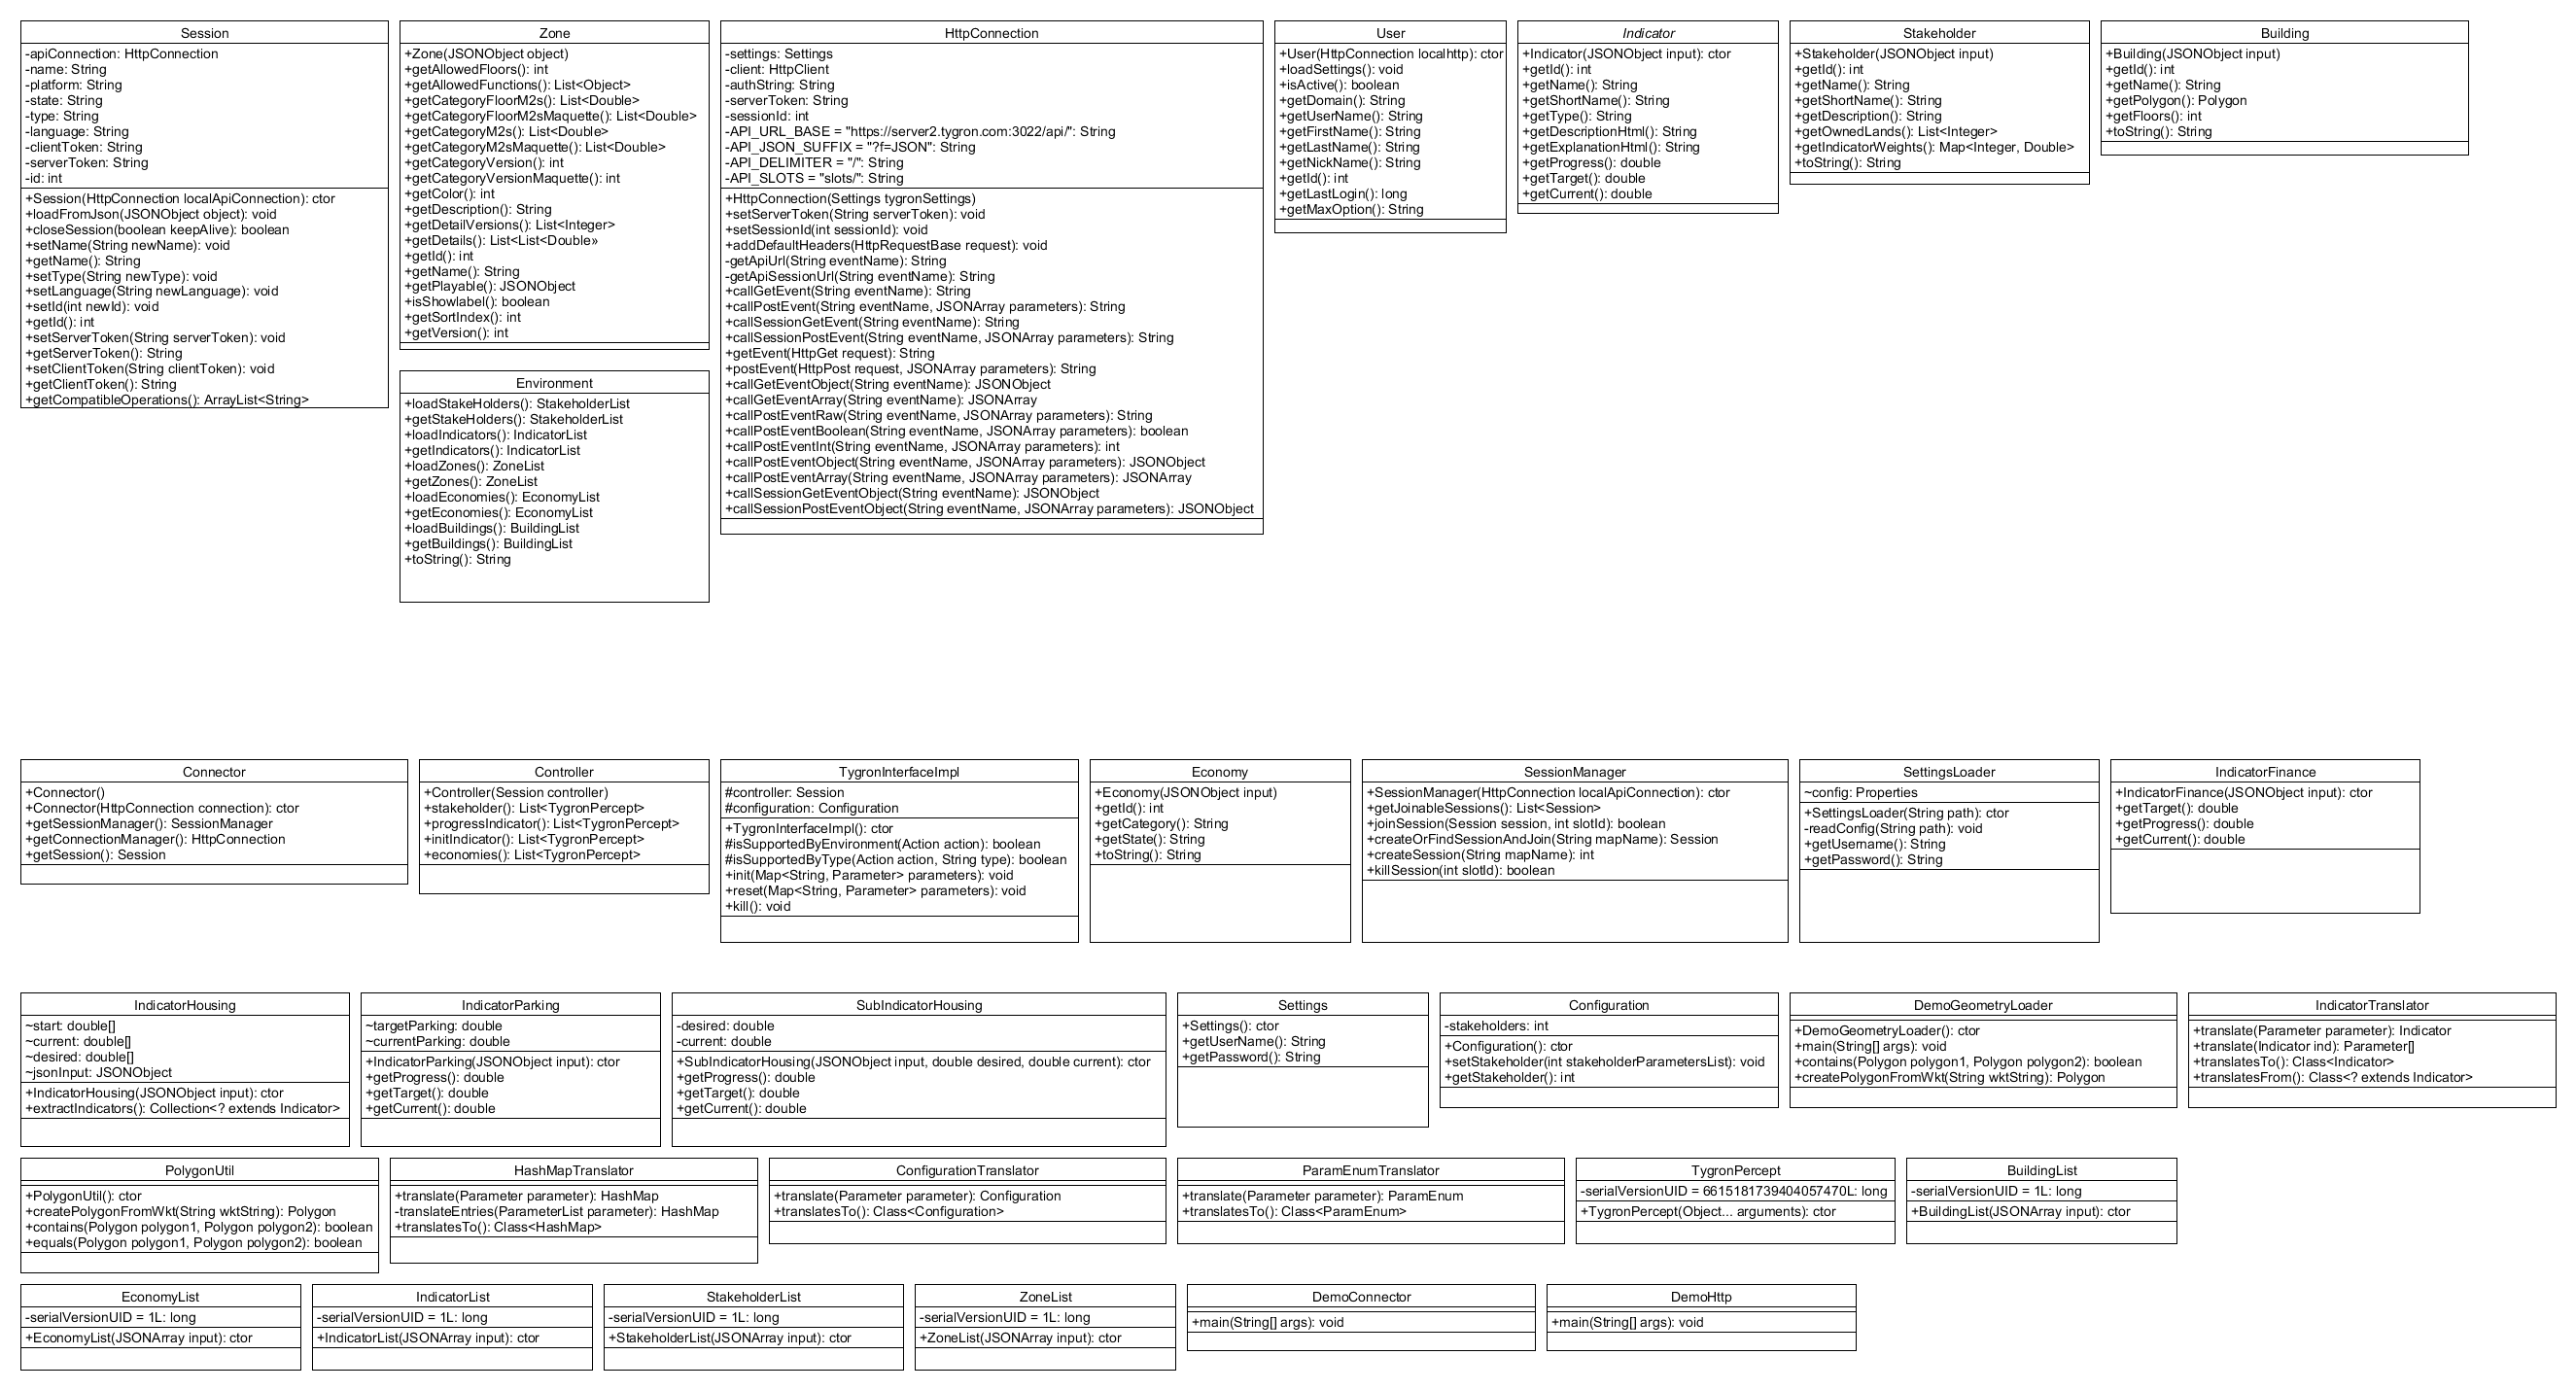 Session
-apiConnection: HttpConnection
-name: String
-platform: String
-state: String
-type: String
-language: String
-clientToken: String
-serverToken: String
-id: int
+Session(HttpConnection localApiConnection): ctor
+loadFromJson(JSONObject object): void
+closeSession(boolean keepAlive): boolean
+setName(String newName): void
+getName(): String
+setType(String newType): void
+setLanguage(String newLanguage): void
+setId(int newId): void
+getId(): int
+setServerToken(String serverToken): void
+getServerToken(): String
+setClientToken(String clientToken): void
+getClientToken(): String
+getCompatibleOperations(): ArrayList<String>
Zone
+Zone(JSONObject object)
+getAllowedFloors(): int
+getAllowedFunctions(): List<Object>
+getCategoryFloorM2s(): List<Double>
+getCategoryFloorM2sMaquette(): List<Double>
+getCategoryM2s(): List<Double>
+getCategoryM2sMaquette(): List<Double>
+getCategoryVersion(): int
+getCategoryVersionMaquette(): int
+getColor(): int
+getDescription(): String
+getDetailVersions(): List<Integer>
+getDetails(): List<List<Double»
+getId(): int
+getName(): String
+getPlayable(): JSONObject
+isShowlabel(): boolean
+getSortIndex(): int
+getVersion(): int
Environment
+loadStakeHolders(): StakeholderList
+getStakeHolders(): StakeholderList
+loadIndicators(): IndicatorList
+getIndicators(): IndicatorList
+loadZones(): ZoneList
+getZones(): ZoneList
+loadEconomies(): EconomyList
+getEconomies(): EconomyList
+loadBuildings(): BuildingList
+getBuildings(): BuildingList
+toString(): String
HttpConnection
-settings: Settings
-client: HttpClient
-authString: String
-serverToken: String
-sessionId: int
-API_URL_BASE = "https://server2.tygron.com:3022/api/": String
-API_JSON_SUFFIX = "?f=JSON": String
-API_DELIMITER = "/": String
-API_SLOTS = "slots/": String
+HttpConnection(Settings tygronSettings)
+setServerToken(String serverToken): void
+setSessionId(int sessionId): void
+addDefaultHeaders(HttpRequestBase request): void
-getApiUrl(String eventName): String
-getApiSessionUrl(String eventName): String
+callGetEvent(String eventName): String
+callPostEvent(String eventName, JSONArray parameters): String
+callSessionGetEvent(String eventName): String
+callSessionPostEvent(String eventName, JSONArray parameters): String
+getEvent(HttpGet request): String
+postEvent(HttpPost request, JSONArray parameters): String
+callGetEventObject(String eventName): JSONObject
+callGetEventArray(String eventName): JSONArray
+callPostEventRaw(String eventName, JSONArray parameters): String
+callPostEventBoolean(String eventName, JSONArray parameters): boolean
+callPostEventInt(String eventName, JSONArray parameters): int
+callPostEventObject(String eventName, JSONArray parameters): JSONObject
+callPostEventArray(String eventName, JSONArray parameters): JSONArray
+callSessionGetEventObject(String eventName): JSONObject
+callSessionPostEventObject(String eventName, JSONArray parameters): JSONObject
User
+User(HttpConnection localhttp): ctor
+loadSettings(): void
+isActive(): boolean
+getDomain(): String
+getUserName(): String
+getFirstName(): String
+getLastName(): String
+getNickName(): String
+getId(): int
+getLastLogin(): long
+getMaxOption(): String
Indicator
+Indicator(JSONObject input): ctor
+getId(): int
+getName(): String
+getShortName(): String
+getType(): String
+getDescriptionHtml(): String
+getExplanationHtml(): String
+getProgress(): double
+getTarget(): double
+getCurrent(): double
Stakeholder
+Stakeholder(JSONObject input)
+getId(): int
+getName(): String
+getShortName(): String
+getDescription(): String
+getOwnedLands(): List<Integer>
+getIndicatorWeights(): Map<Integer, Double>
+toString(): String
Building
+Building(JSONObject input)
+getId(): int
+getName(): String
+getPolygon(): Polygon
+getFloors(): int
+toString(): String
Connector
+Connector()
+Connector(HttpConnection connection): ctor
+getSessionManager(): SessionManager
+getConnectionManager(): HttpConnection
+getSession(): Session
Controller
+Controller(Session controller)
+stakeholder(): List<TygronPercept>
+progressIndicator(): List<TygronPercept>
+initIndicator(): List<TygronPercept>
+economies(): List<TygronPercept>
TygronInterfaceImpl
#controller: Session
#configuration: Configuration
+TygronInterfaceImpl(): ctor
#isSupportedByEnvironment(Action action): boolean
#isSupportedByType(Action action, String type): boolean
+init(Map<String, Parameter> parameters): void
+reset(Map<String, Parameter> parameters): void
+kill(): void
Economy
+Economy(JSONObject input)
+getId(): int
+getCategory(): String
+getState(): String
+toString(): String
SessionManager
+SessionManager(HttpConnection localApiConnection): ctor
+getJoinableSessions(): List<Session>
+joinSession(Session session, int slotId): boolean
+createOrFindSessionAndJoin(String mapName): Session
+createSession(String mapName): int
+killSession(int slotId): boolean
SettingsLoader
~config: Properties
+SettingsLoader(String path): ctor
-readConfig(String path): void
+getUsername(): String
+getPassword(): String
IndicatorFinance
+IndicatorFinance(JSONObject input): ctor
+getTarget(): double
+getProgress(): double
+getCurrent(): double
IndicatorHousing
~start: double[]
~current: double[]
~desired: double[]
~jsonInput: JSONObject
+IndicatorHousing(JSONObject input): ctor
+extractIndicators(): Collection<? extends Indicator>
IndicatorParking
~targetParking: double
~currentParking: double
+IndicatorParking(JSONObject input): ctor
+getProgress(): double
+getTarget(): double
+getCurrent(): double
SubIndicatorHousing
-desired: double
-current: double
+SubIndicatorHousing(JSONObject input, double desired, double current): ctor
+getProgress(): double
+getTarget(): double
+getCurrent(): double
Settings
+Settings(): ctor
+getUserName(): String
+getPassword(): String
Configuration
-stakeholders: int
+Configuration(): ctor
+setStakeholder(int stakeholderParametersList): void
+getStakeholder(): int
DemoGeometryLoader
+DemoGeometryLoader(): ctor
+main(String[] args): void
+contains(Polygon polygon1, Polygon polygon2): boolean
+createPolygonFromWkt(String wktString): Polygon
IndicatorTranslator
+translate(Parameter parameter): Indicator
+translate(Indicator ind): Parameter[]
+translatesTo(): Class<Indicator>
+translatesFrom(): Class<? extends Indicator>
PolygonUtil
+PolygonUtil(): ctor
+createPolygonFromWkt(String wktString): Polygon
+contains(Polygon polygon1, Polygon polygon2): boolean
+equals(Polygon polygon1, Polygon polygon2): boolean
HashMapTranslator
+translate(Parameter parameter): HashMap
-translateEntries(ParameterList parameter): HashMap
+translatesTo(): Class<HashMap>
ConfigurationTranslator
+translate(Parameter parameter): Configuration
+translatesTo(): Class<Configuration>
ParamEnumTranslator
+translate(Parameter parameter): ParamEnum
+translatesTo(): Class<ParamEnum>
TygronPercept
-serialVersionUID = 6615181739404057470L: long
+TygronPercept(Object... arguments): ctor
BuildingList
-serialVersionUID = 1L: long
+BuildingList(JSONArray input): ctor
EconomyList
-serialVersionUID = 1L: long
+EconomyList(JSONArray input): ctor
IndicatorList
-serialVersionUID = 1L: long
+IndicatorList(JSONArray input): ctor
StakeholderList
-serialVersionUID = 1L: long
+StakeholderList(JSONArray input): ctor
ZoneList
-serialVersionUID = 1L: long
+ZoneList(JSONArray input): ctor
DemoConnector
+main(String[] args): void
DemoHttp
+main(String[] args): void